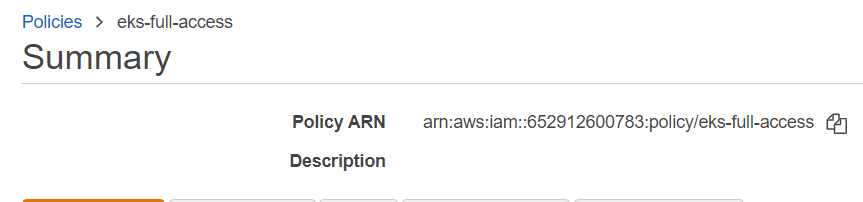 Policies > eks-full-access
Summary
Policy ARN arn:aws:iam::652912600783:policy/eks-full-access
Description